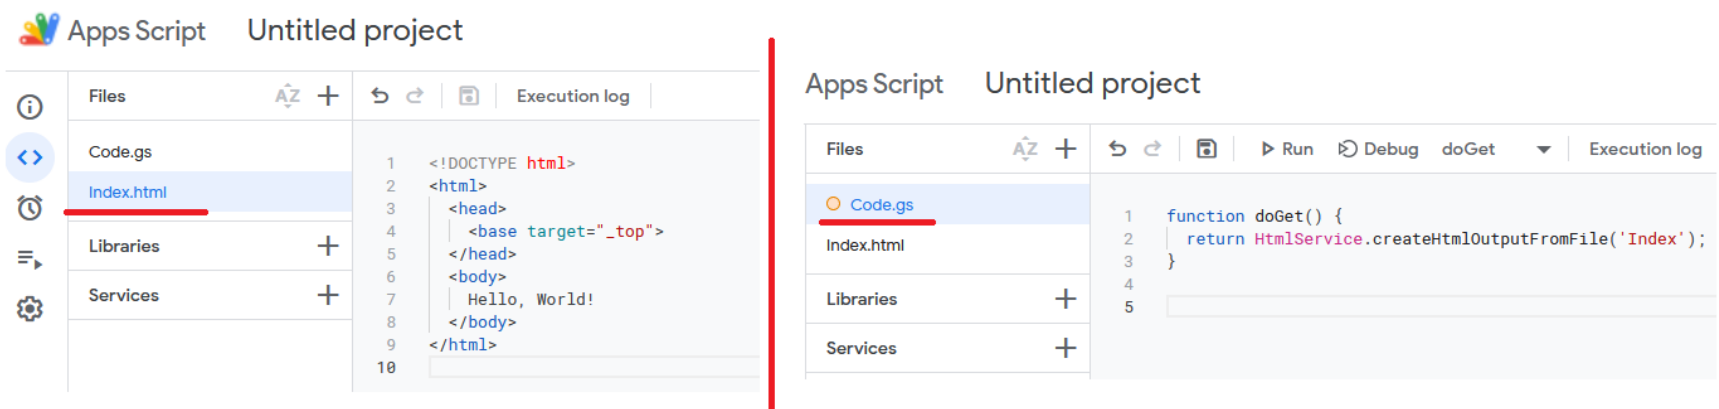 Apps Script Untitled project
Files AZ
Execution log
Code.gs
Index.html
Libraries
Services
1 <!DOCTYPE html>
2 <html>
3   <head>
4     <base target="_top">
5   </head>
6   <body>
7     Hello, World!
8   </body>
9 </html>
10
Apps Script Untitled project
Files AZ
Run Debug doGet Execution log
Code.gs
Index.html
Libraries
Services
1 function doGet() {
2   return HtmlService.createHtmlOutputFromFile('Index');
3 }
4
5